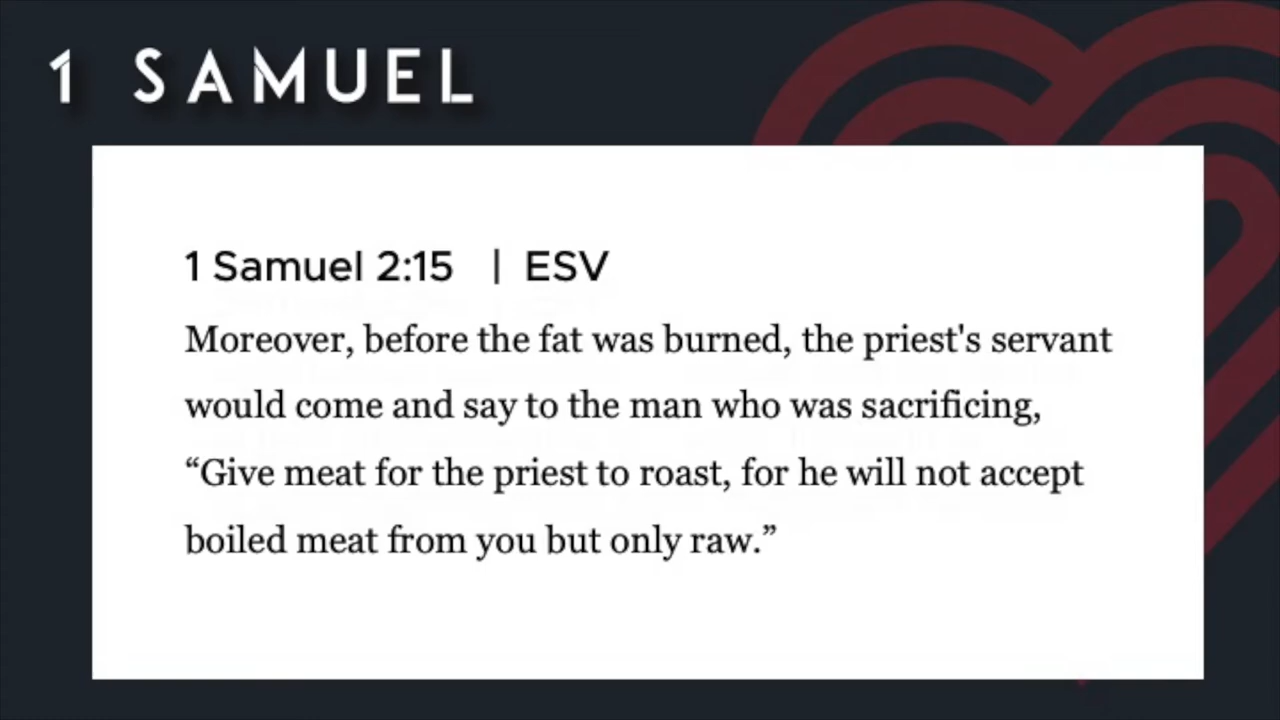 1 SAMUEL
1 Samuel 2:15 | ESV
Moreover, before the fat was burned, the priest's servant
would come and say to the man who was sacrificing,
“Give meat for the priest to roast, for he will not accept
boiled meat from you but only raw.”